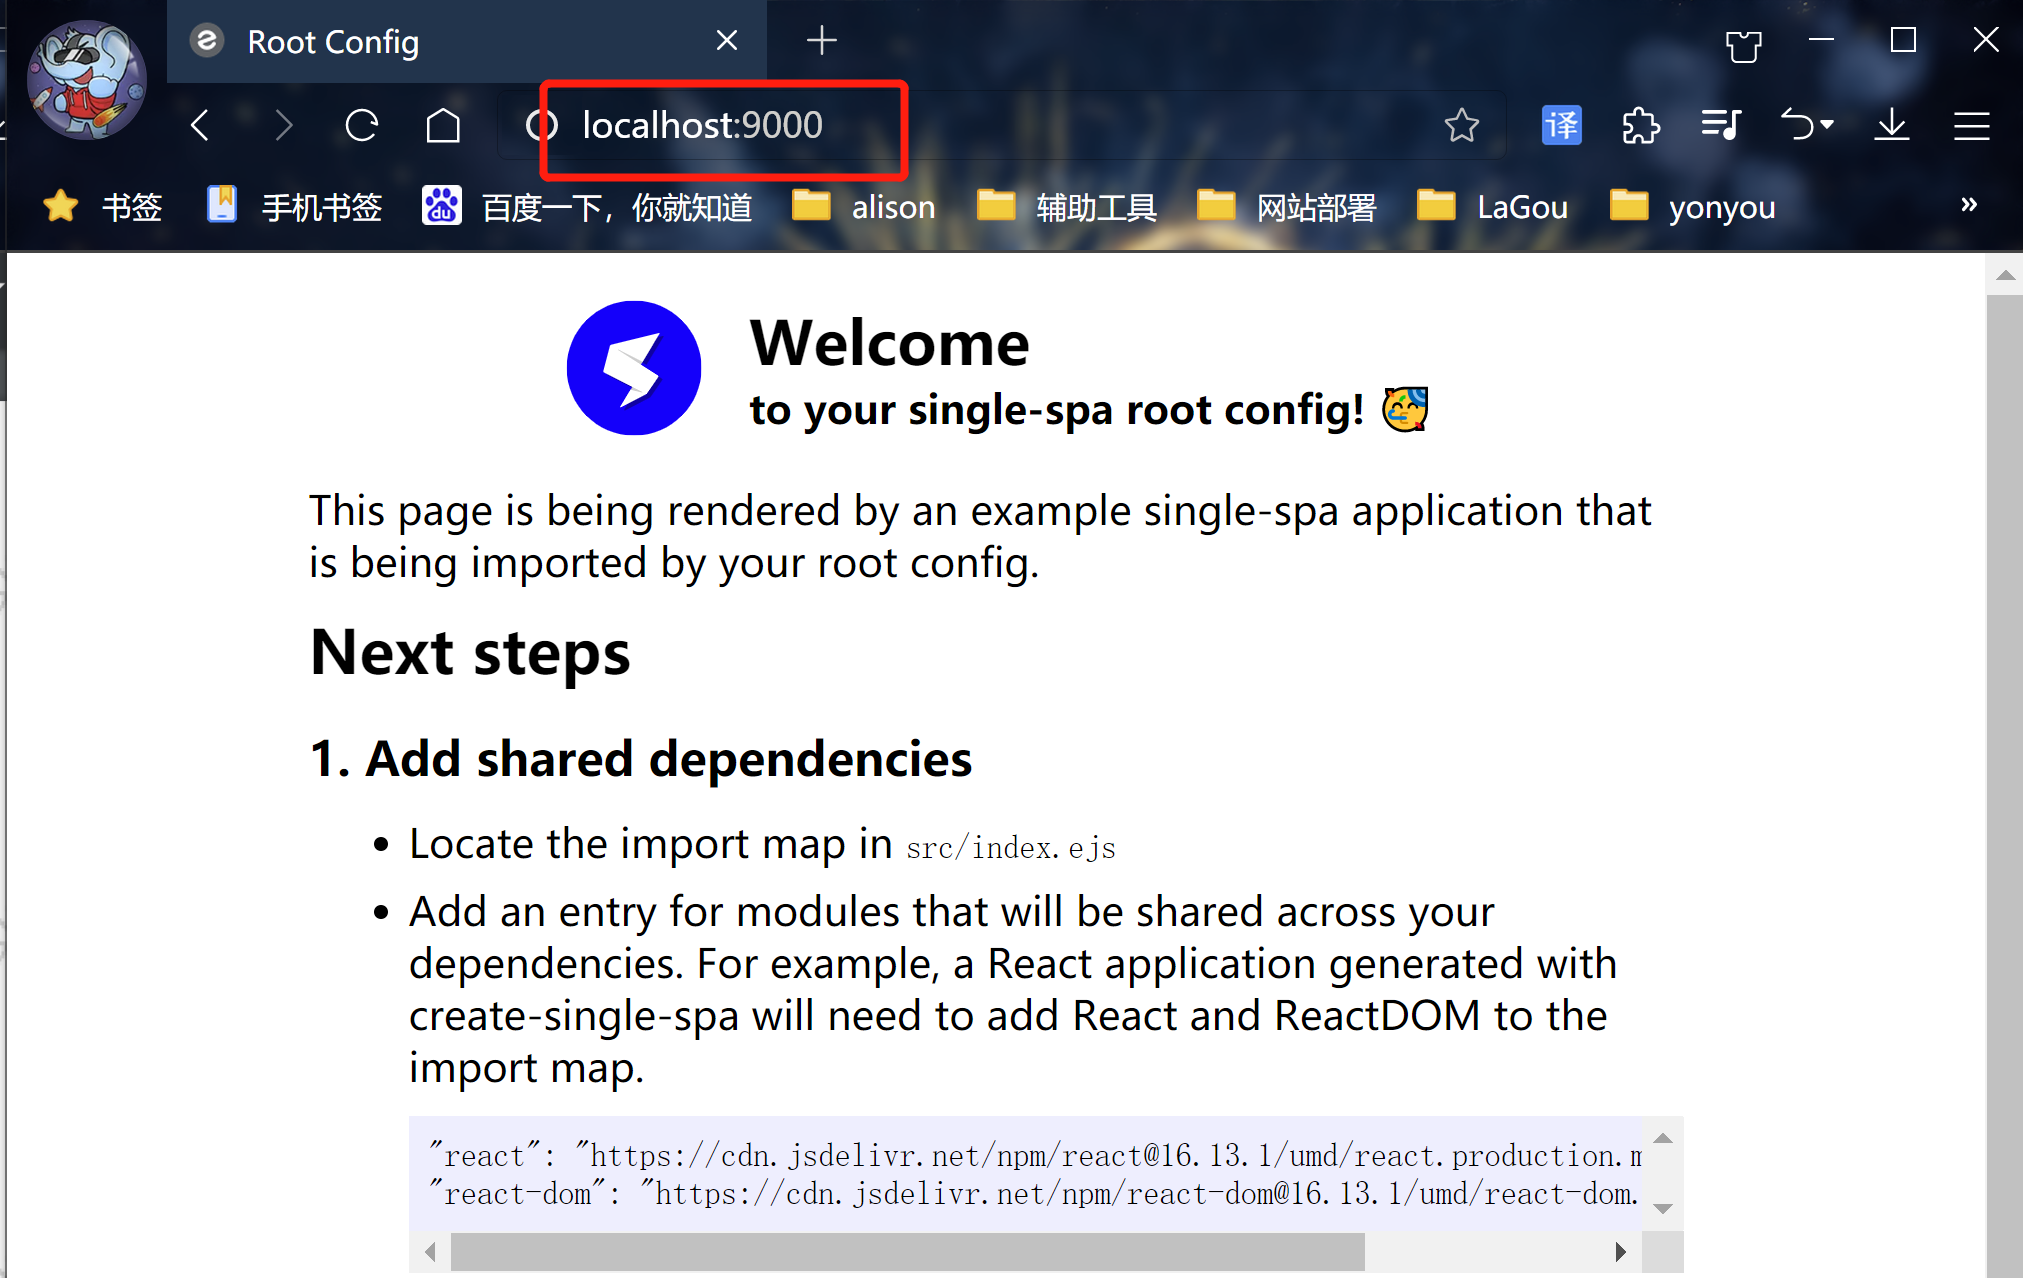 Root Config
localhost:9000
译
书签 手机书签 百度一下，你就知道 alison 辅助工具 网站部署 LaGou yonyou »
Welcome
to your single-spa root config! 🥳
This page is being rendered by an example single-spa application that
is being imported by your root config.
Next steps
1. Add shared dependencies
• Locate the import map in src/index.ejs
• Add an entry for modules that will be shared across your
dependencies. For example, a React application generated with
create-single-spa will need to add React and ReactDOM to the
import map.
"react": "https://cdn.jsdelivr.net/npm/react@16.13.1/umd/react.production.m
"react-dom": "https://cdn.jsdelivr.net/npm/react-dom@16.13.1/umd/react-dom.